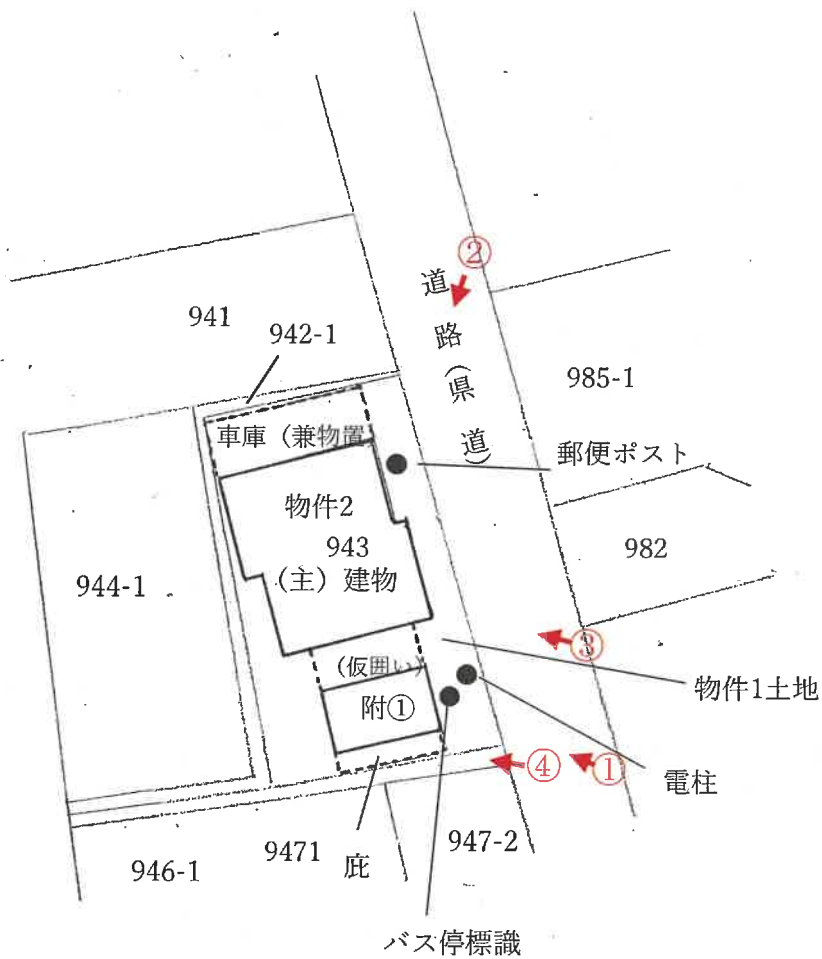 ②
道
路
(県
道)
941
942-1
985-1
車庫（兼物置）
郵便ポスト
物件2
943
982
944-1
（主）建物
③
(仮囲い)
物件1土地
附①
④
①
電柱
9471
947-2
946-1
庇
バス停標識